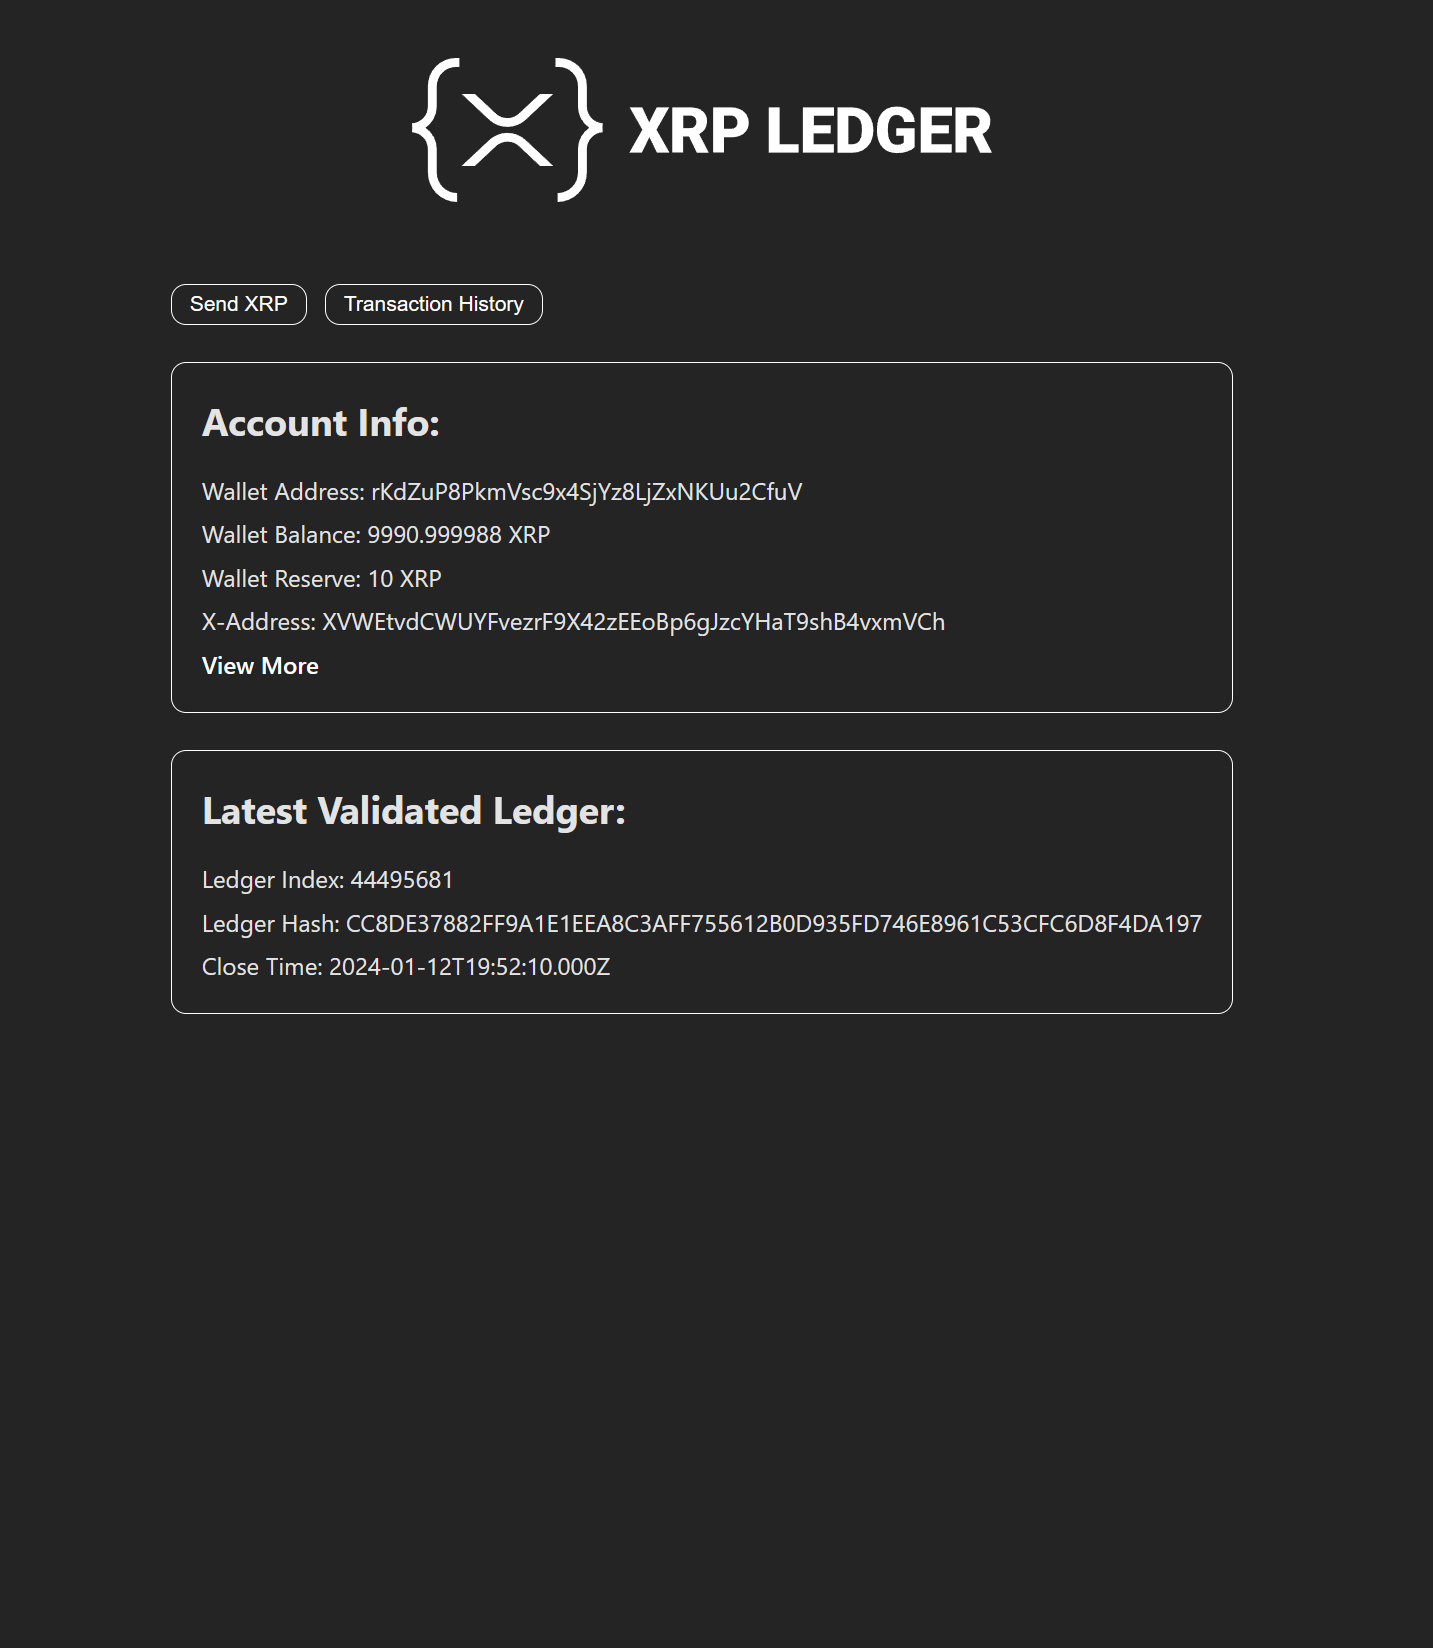 XRP LEDGER
Send XRP
Transaction History
Account Info:
Wallet Address: rKdZuP8PkmVsc9x4SjYz8LjZxNKUu2CfuV
Wallet Balance: 9990.999988 XRP
Wallet Reserve: 10 XRP
X-Address: XVWEtvdCWUYFvezrF9X42zEEoBp6gJzcYHaT9shB4vxmVCh
View More
Latest Validated Ledger:
Ledger Index: 44495681
Ledger Hash: CC8DE37882FF9A1E1EEA8C3AFF755612B0D935FD746E8961C53CFC6D8F4DA197
Close Time: 2024-01-12T19:52:10.000Z